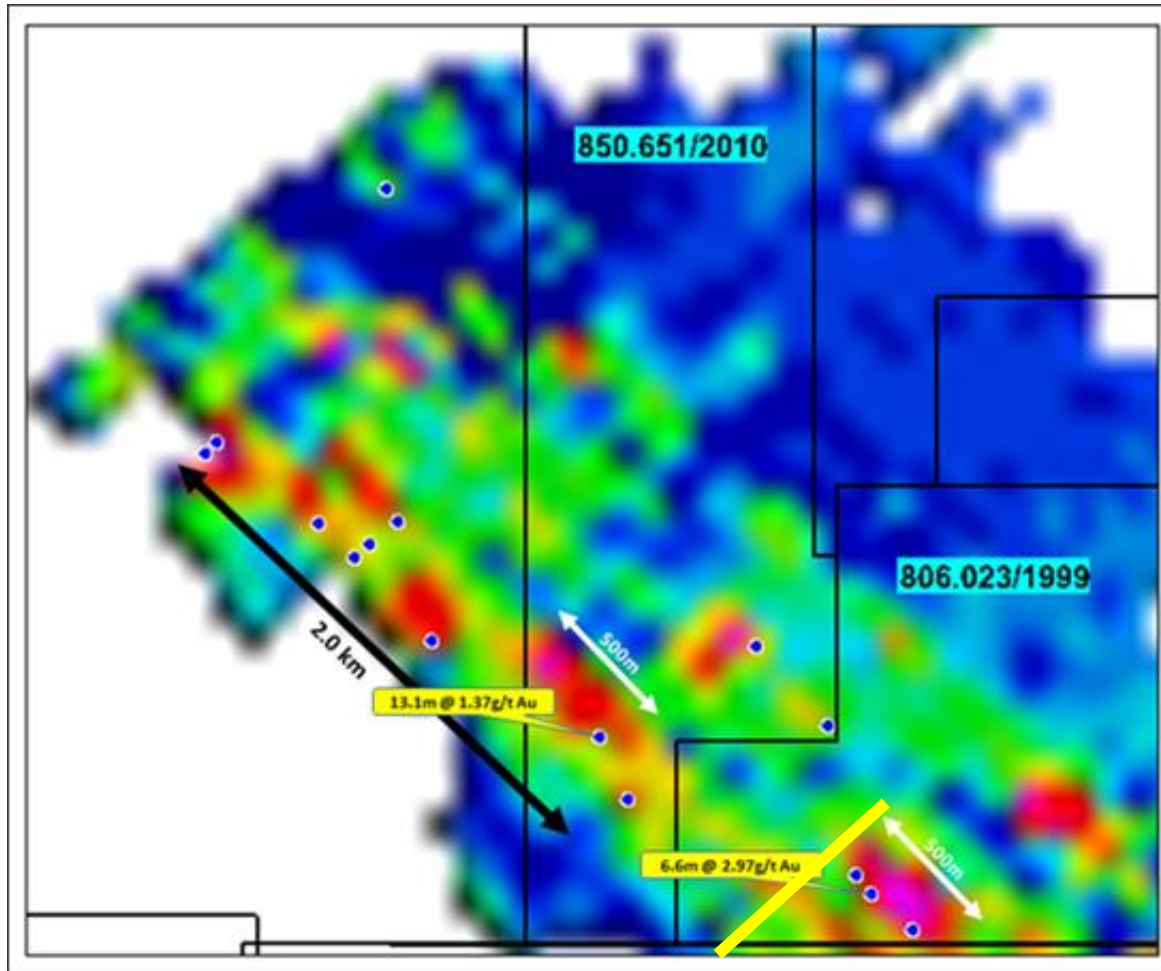 850.651/2010
806.023/1999
500m
2.0 km
13.1m @ 1.37g/t Au
500m
6.6m @ 2.97g/t Au